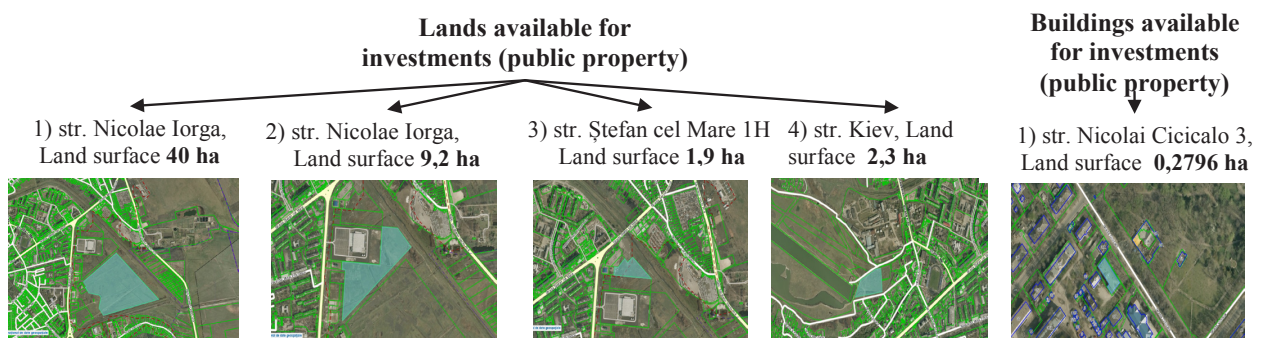 Lands available for
investments (public property)
Buildings available
for investments
(public property)
1) str. Nicolae Iorga,
Land surface 40 ha
2) str. Nicolae Iorga,
Land surface 9,2 ha
3) str. Ștefan cel Mare 1H
Land surface 1,9 ha
4) str. Kiev, Land
surface 2,3 ha
1) str. Nicolai Cicicalo 3,
Land surface 0,2796 ha